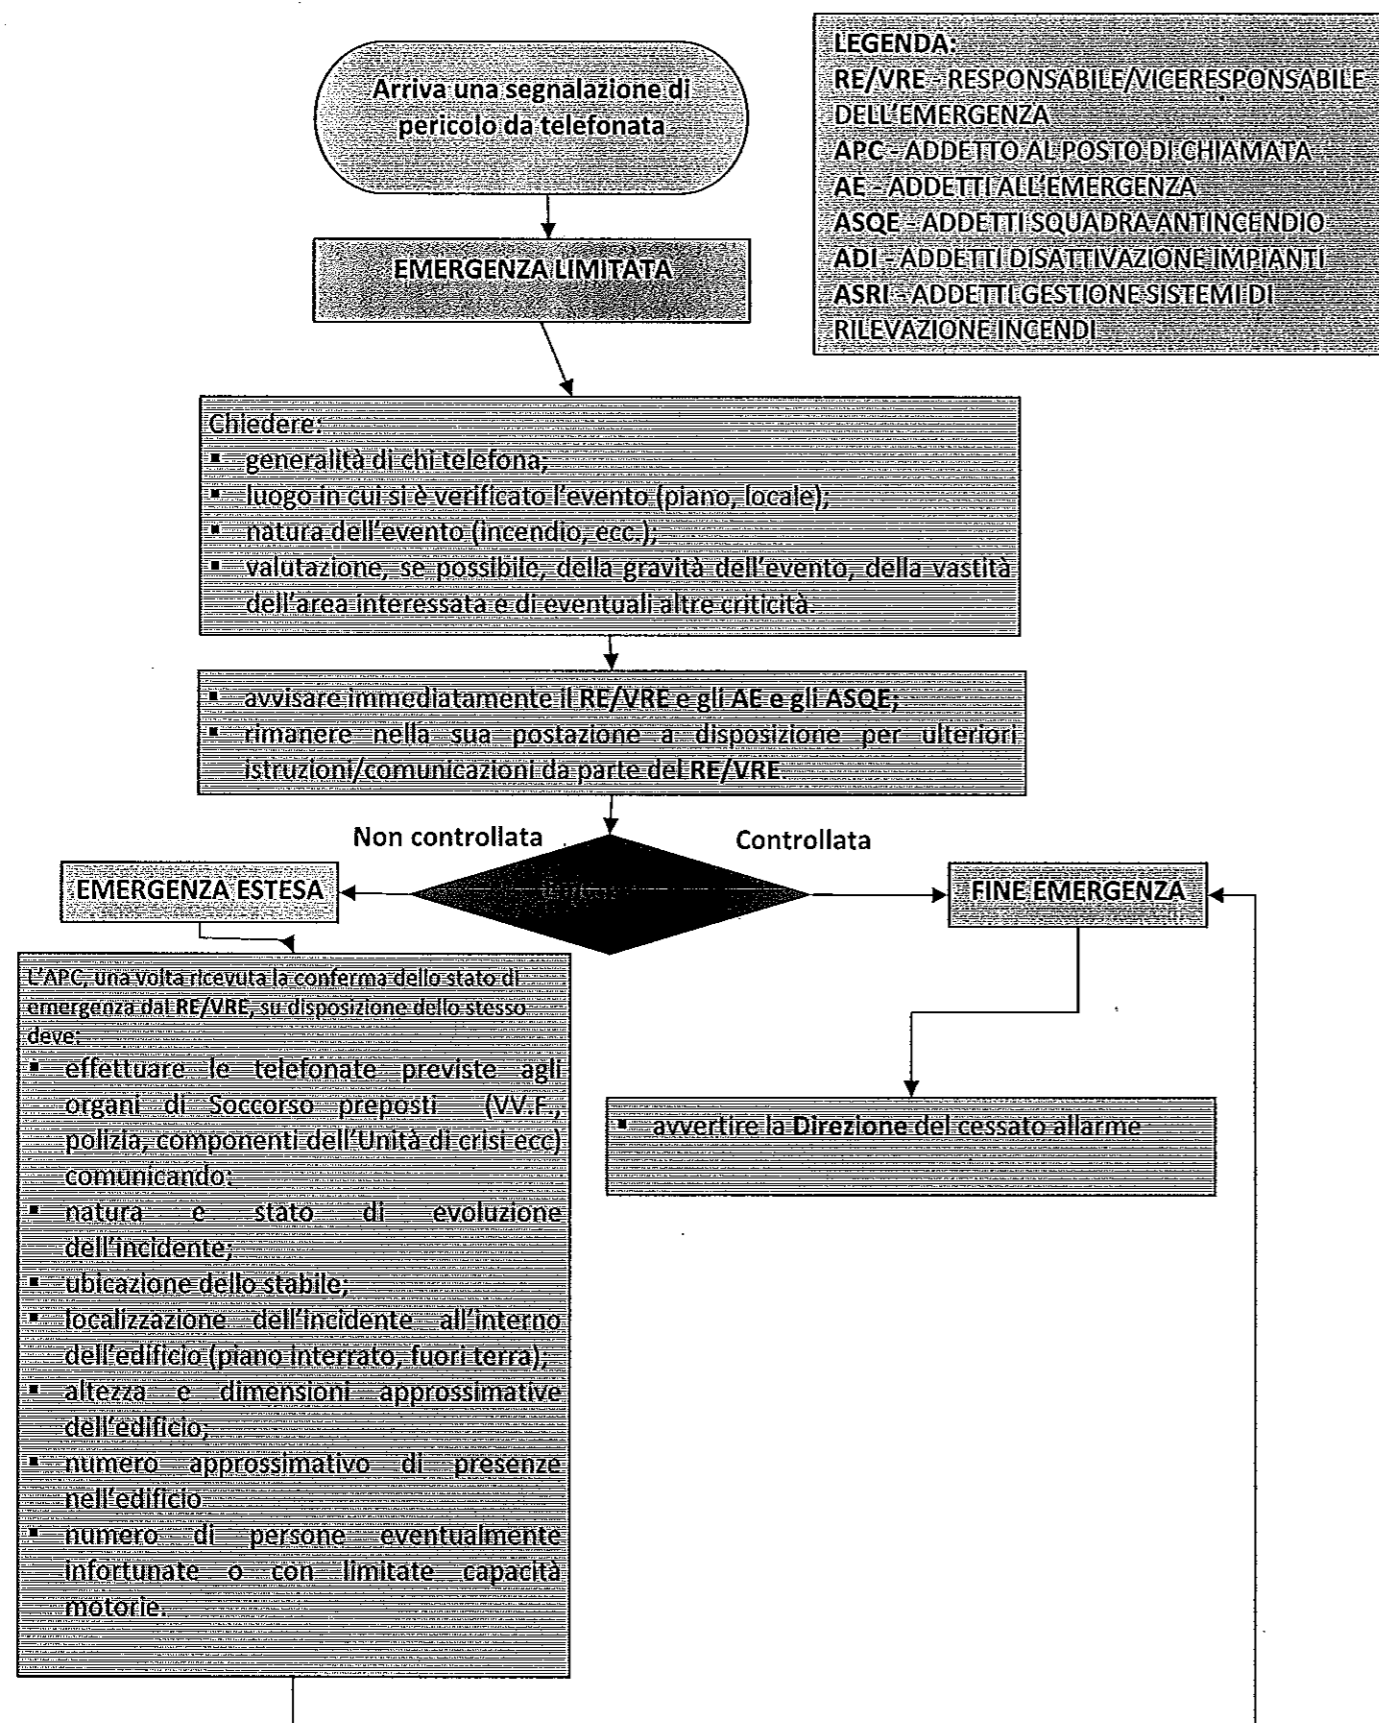 Arriva una segnalazione di
pericolo da telefonata
EMERGENZA LIMITATA
LEGENDA:
RE/VRE - RESPONSABILE/VICERESPONSABILE
DELL'EMERGENZA
APC - ADDETTO AL POSTO DI CHIAMATA
AE - ADDETTI ALL'EMERGENZA
ASQE - ADDETTI SQUADRA ANTINCENDIO
ADI - ADDETTI DISATTIVAZIONE IMPIANTI
ASRI - ADDETTI GESTIONE SISTEMI DI
RILEVAZIONE INCENDI
Chiedere:
▪ generalità di chi telefona;
▪ luogo in cui si è verificato l'evento (piano, locale);
▪ natura dell'evento (incendio, ecc.);
▪ valutazione, se possibile, della gravità dell'evento, della vastità
dell'area interessata e di eventuali altre criticità.
▪ avvisare immediatamente il RE/VRE e gli AE e gli ASQE;
▪ rimanere nella sua postazione a disposizione per ulteriori
istruzioni/comunicazioni da parte del RE/VRE
Non controllata
Controllata
EMERGENZA ESTESA
FINE EMERGENZA
L'APC, una volta ricevuta la conferma dello stato di
emergenza dal RE/VRE, su disposizione dello stesso
deve:
▪ effettuare le telefonate previste agli
organi di Soccorso preposti (VV.F.,
polizia, componenti dell'Unità di crisi ecc)
comunicando:
▪ natura e stato di evoluzione
dell'incidente;
▪ ubicazione dello stabile;
▪ localizzazione dell'incidente all'interno
dell'edificio (piano interrato, fuori terra);
▪ altezza e dimensioni approssimative
dell'edificio;
▪ numero approssimativo di presenze
nell'edificio
▪ numero di persone eventualmente
infortunate o con limitate capacità
motorie.
▪ avvertire la Direzione del cessato allarme